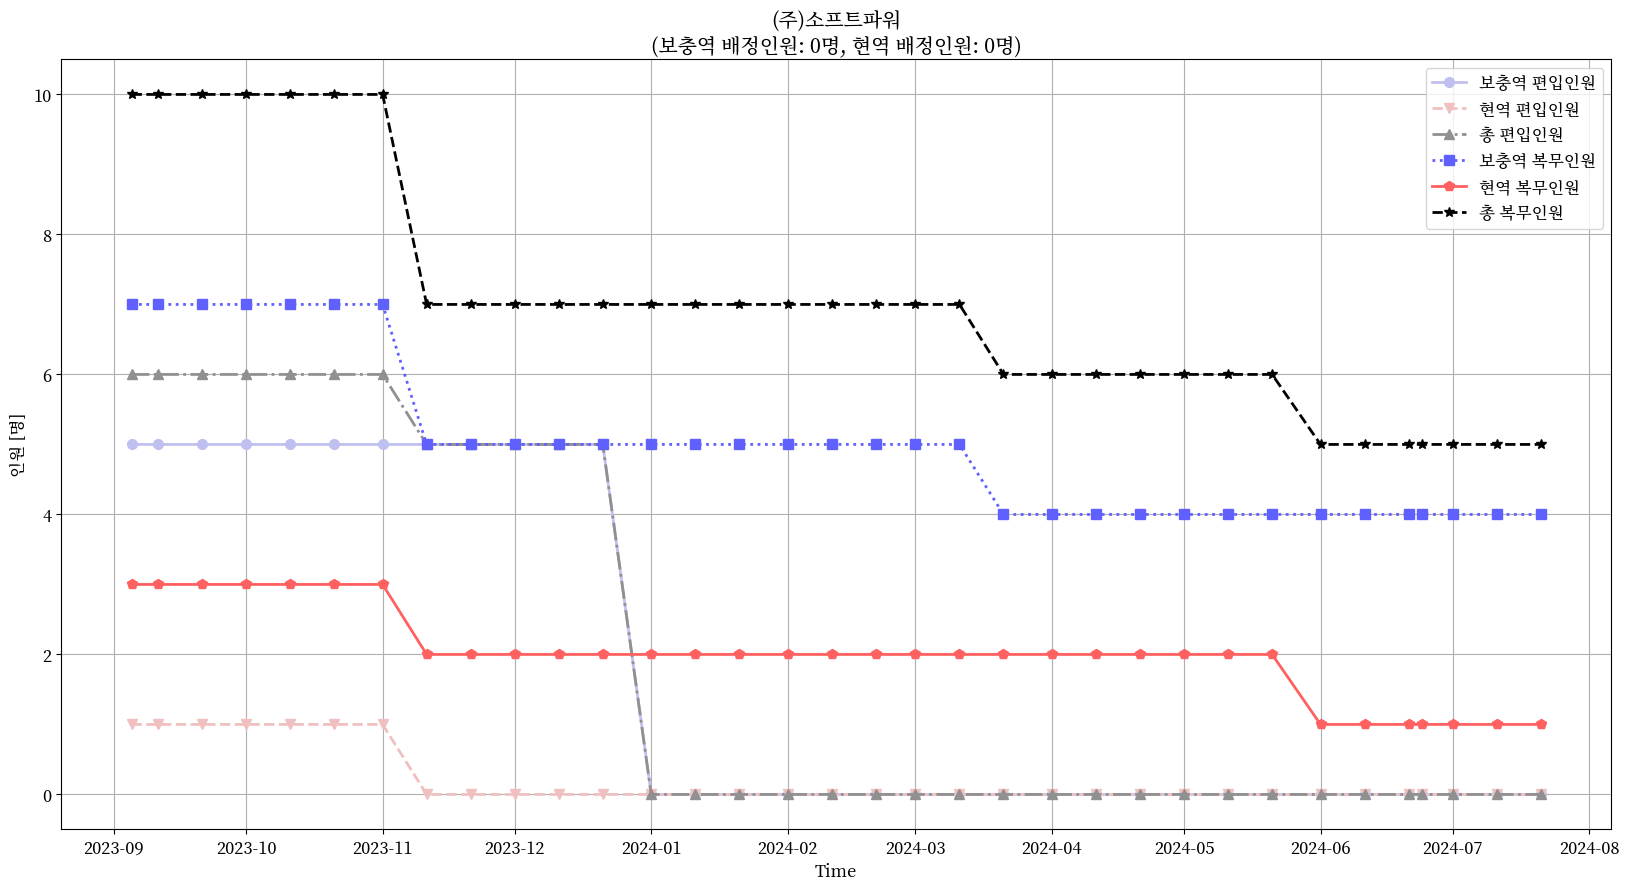 (주)소프트파워
(보충역 배정인원: 0명, 현역 배정인원: 0명)
보충역 편입인원
현역 편입인원
총 편입인원
보충역 복무인원
현역 복무인원
총 복무인원
인원 [명]
10
8
6
4
2
0
2023-09
2023-10
2023-11
2023-12
2024-01
2024-02
2024-03
2024-04
2024-05
2024-06
2024-07
2024-08
Time